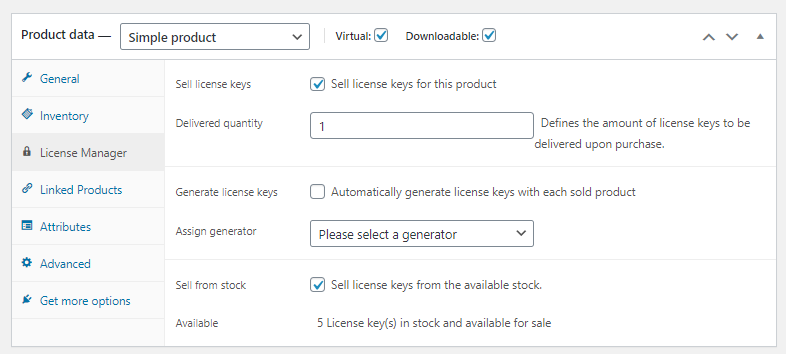 Product data — Simple product Virtual: Downloadable:
General
Inventory
License Manager
Linked Products
Attributes
Advanced
Get more options
Sell license keys Sell license keys for this product
Delivered quantity 1 Defines the amount of license keys to be
delivered upon purchase.
Generate license keys Automatically generate license keys with each sold product
Assign generator Please select a generator
Sell from stock Sell license keys from the available stock.
Available 5 License key(s) in stock and available for sale